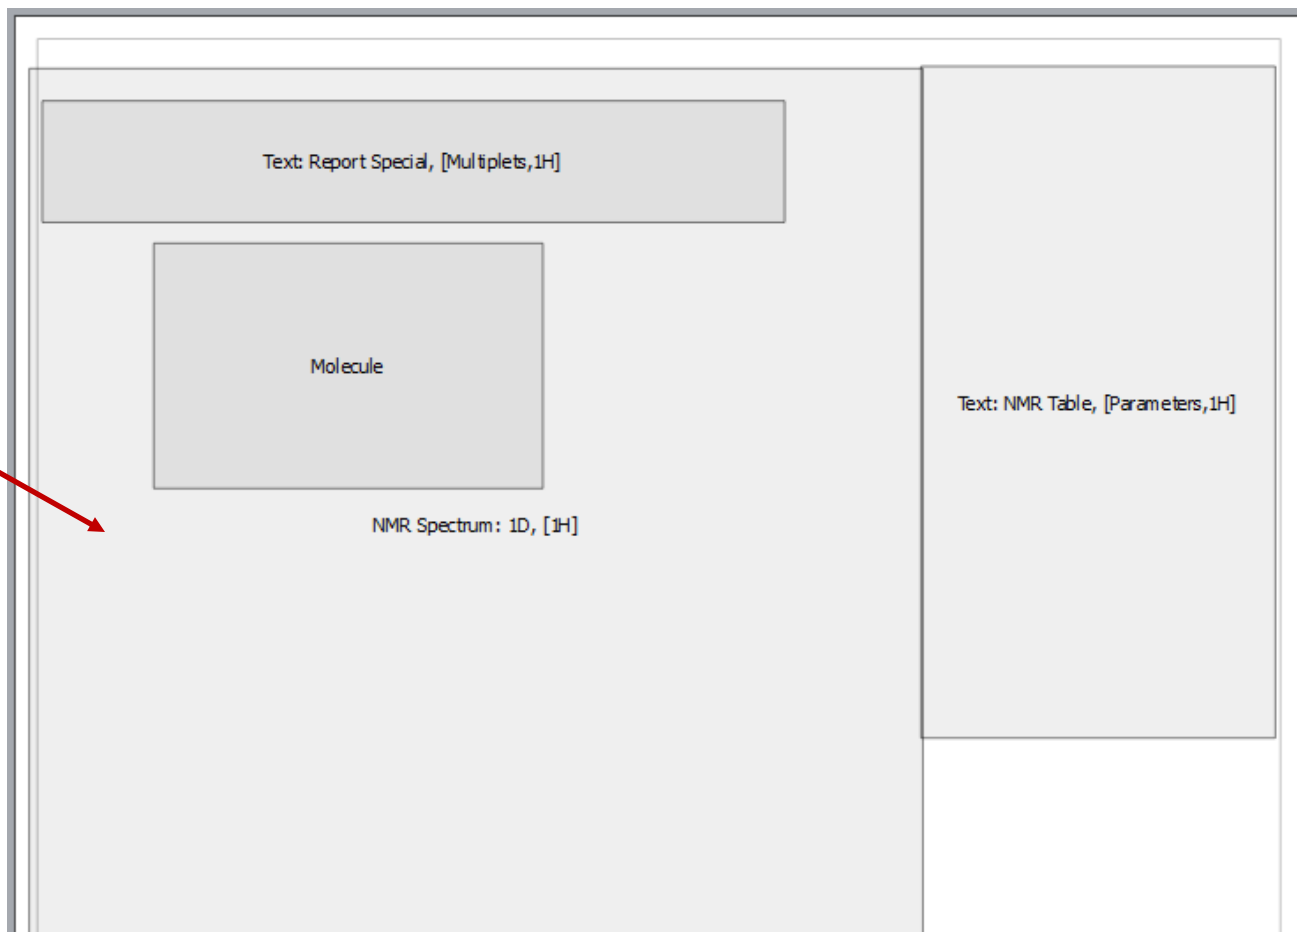 Text: Report Special, [Multiplets,1H]
Molecule
Text: NMR Table, [Parameters,1H]
NMR Spectrum: 1D, [1H]